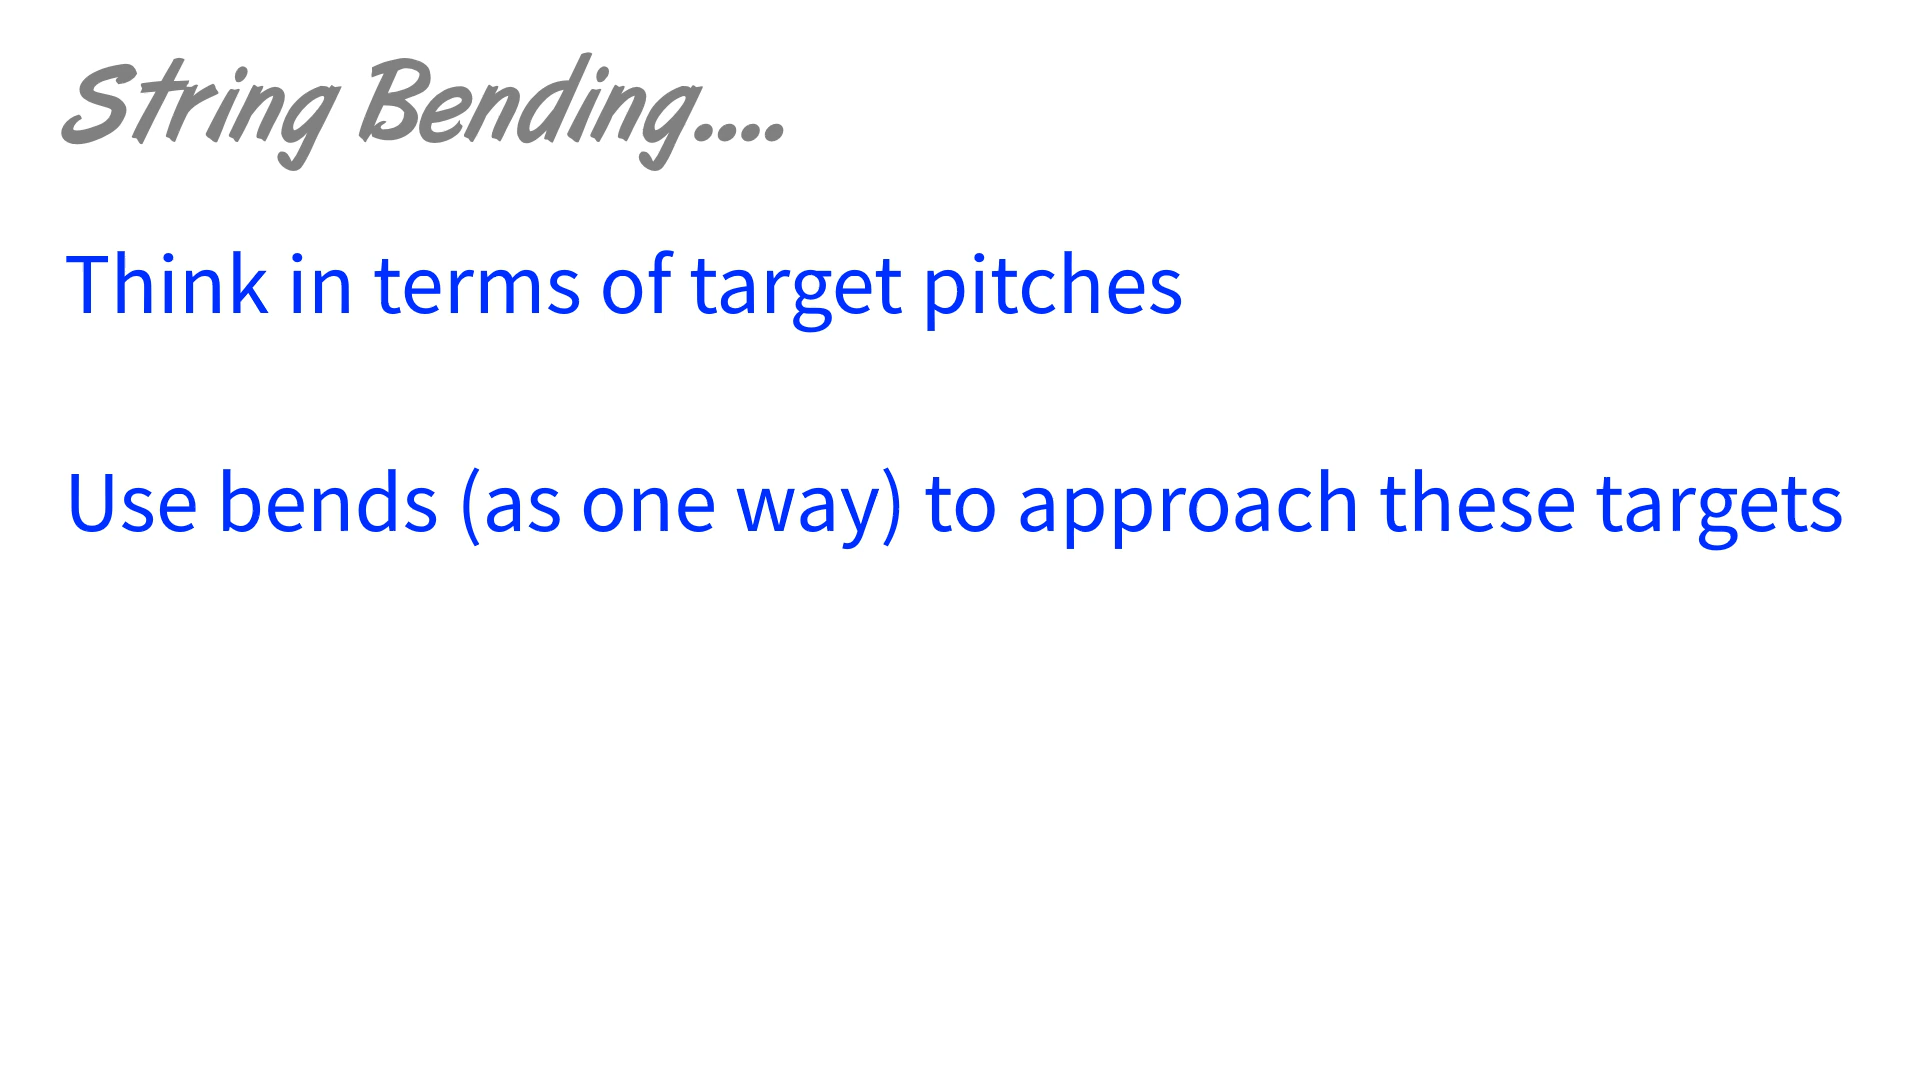 String Bending....
Think in terms of target pitches
Use bends (as one way) to approach these targets